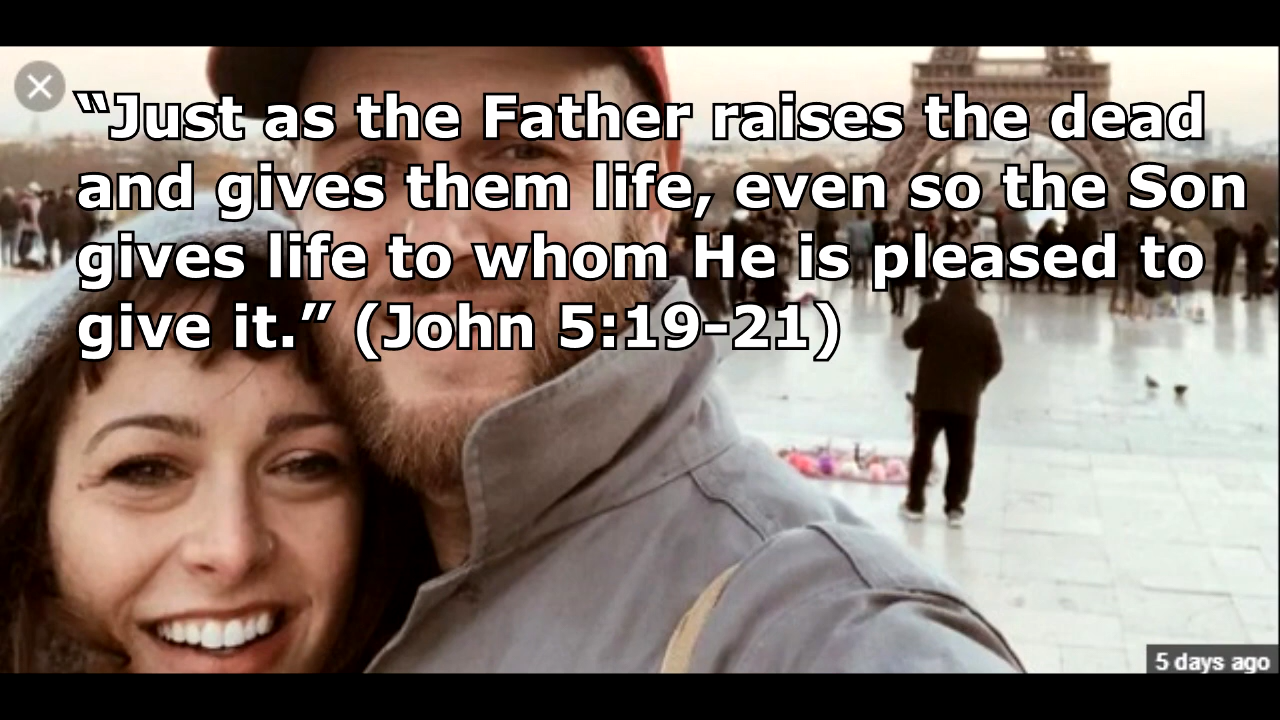 “Just as the Father raises the dead
and gives them life, even so the Son
gives life to whom He is pleased to
give it.” (John 5:19-21)
5 days ago